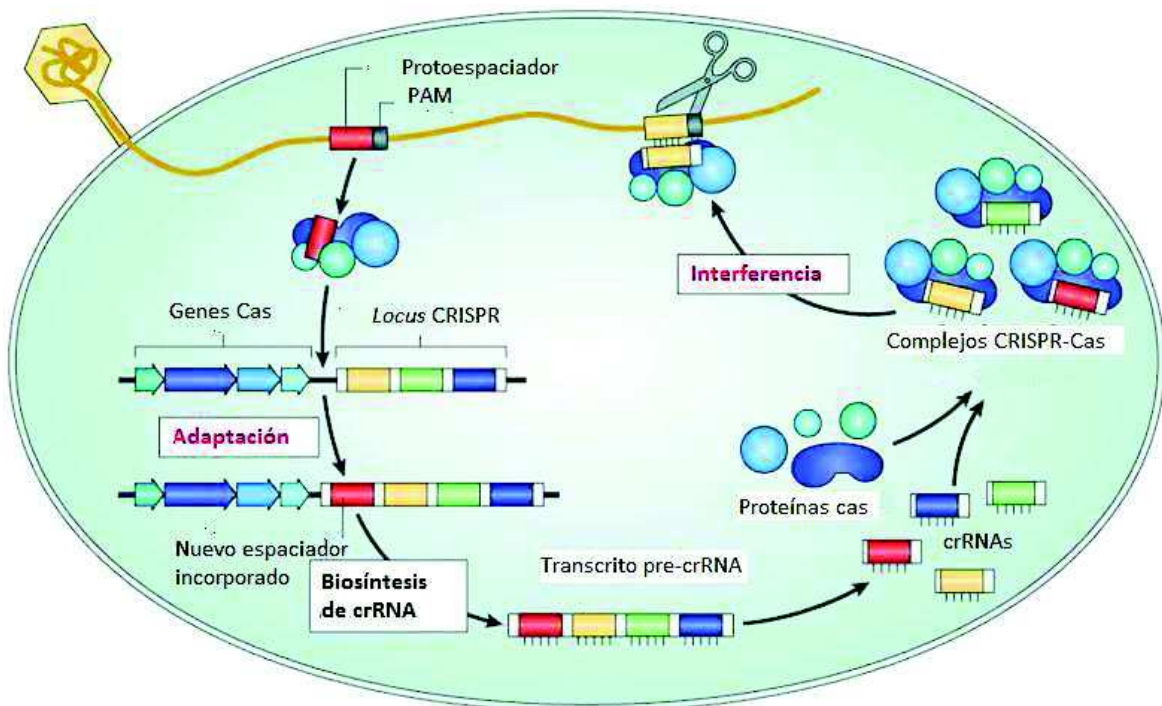 Protoespaciador
PAM
Genes Cas
Locus CRISPR
Adaptación
Nuevo espaciador
incorporado
Biosíntesis
de crRNA
Transcrito pre-crRNA
Interferencia
Complejos CRISPR-Cas
Proteínas cas
crRNAs